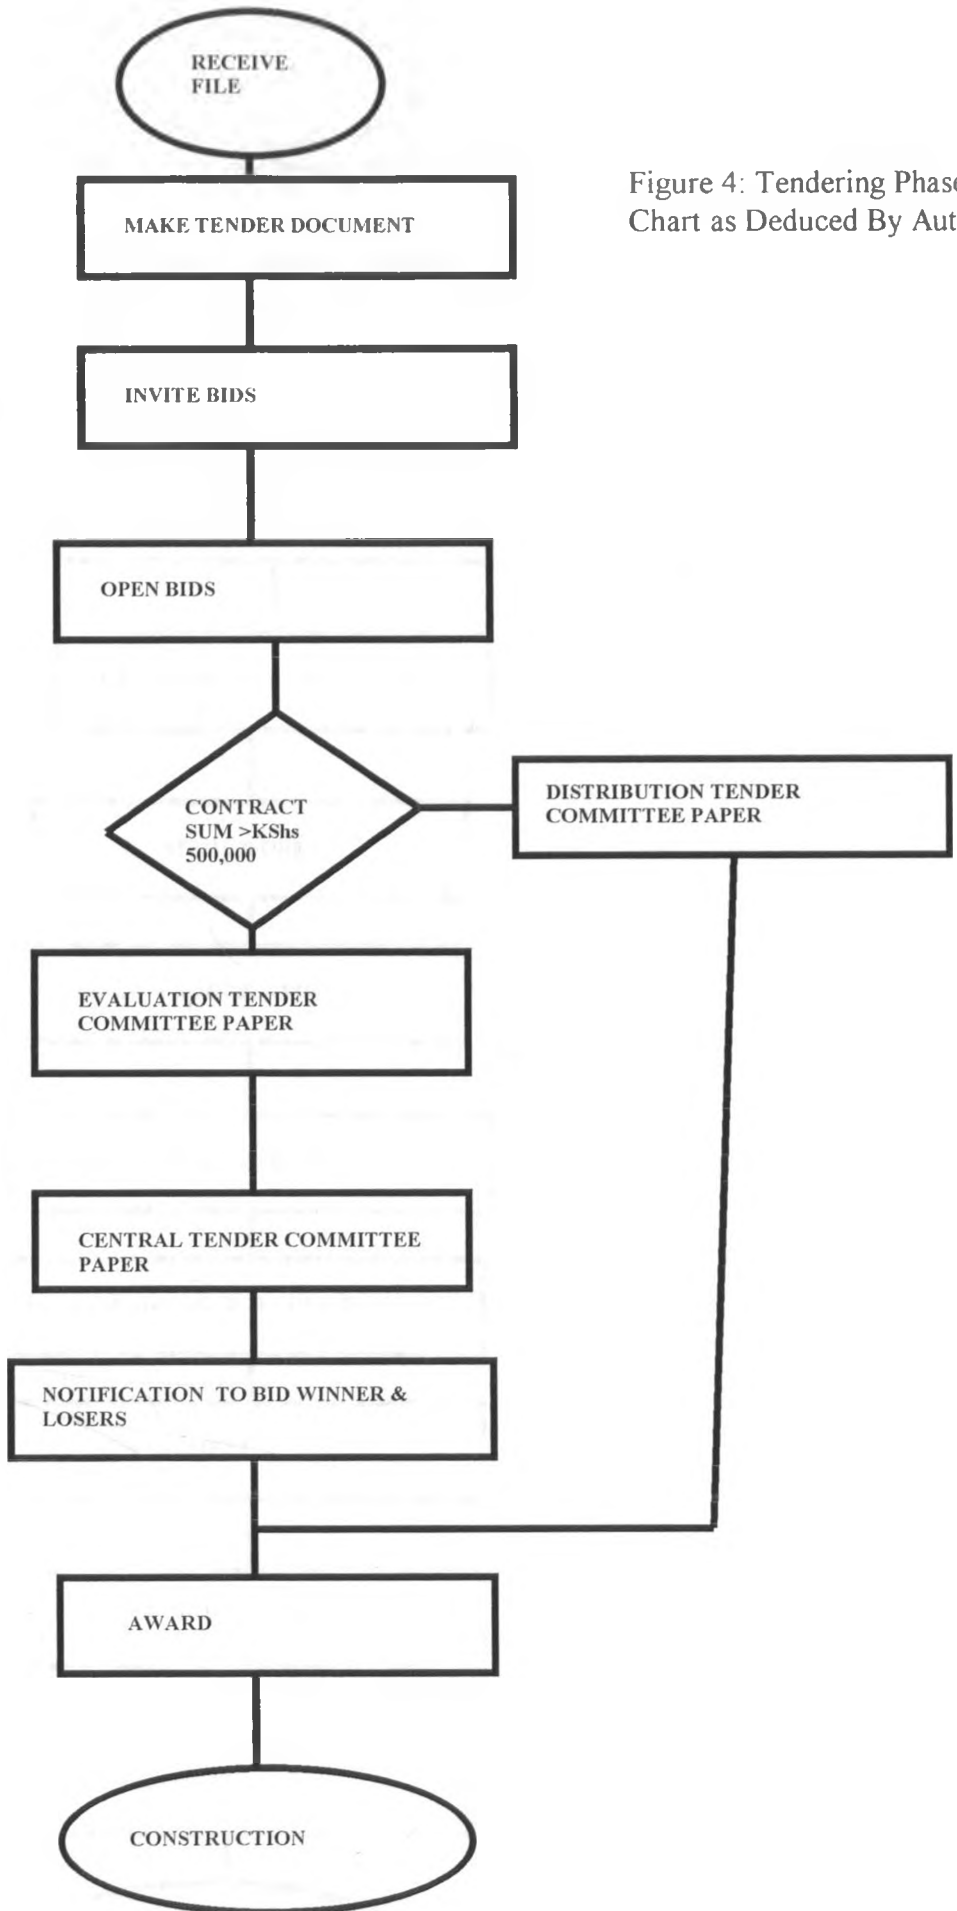 RECEIVE
FILE
Figure 4: Tendering Phase
Chart as Deduced By
MAKE TENDER DOCUMENT
INVITE BIDS
OPEN BIDS
CONTRACT
SUM >KShs
500,000
DISTRIBUTION TENDER
COMMITTEE PAPER
EVALUATION TENDER
COMMITTEE PAPER
CENTRAL TENDER COMMITTEE
PAPER
NOTIFICATION TO BID WINNER &
LOSERS
AWARD
CONSTRUCTION